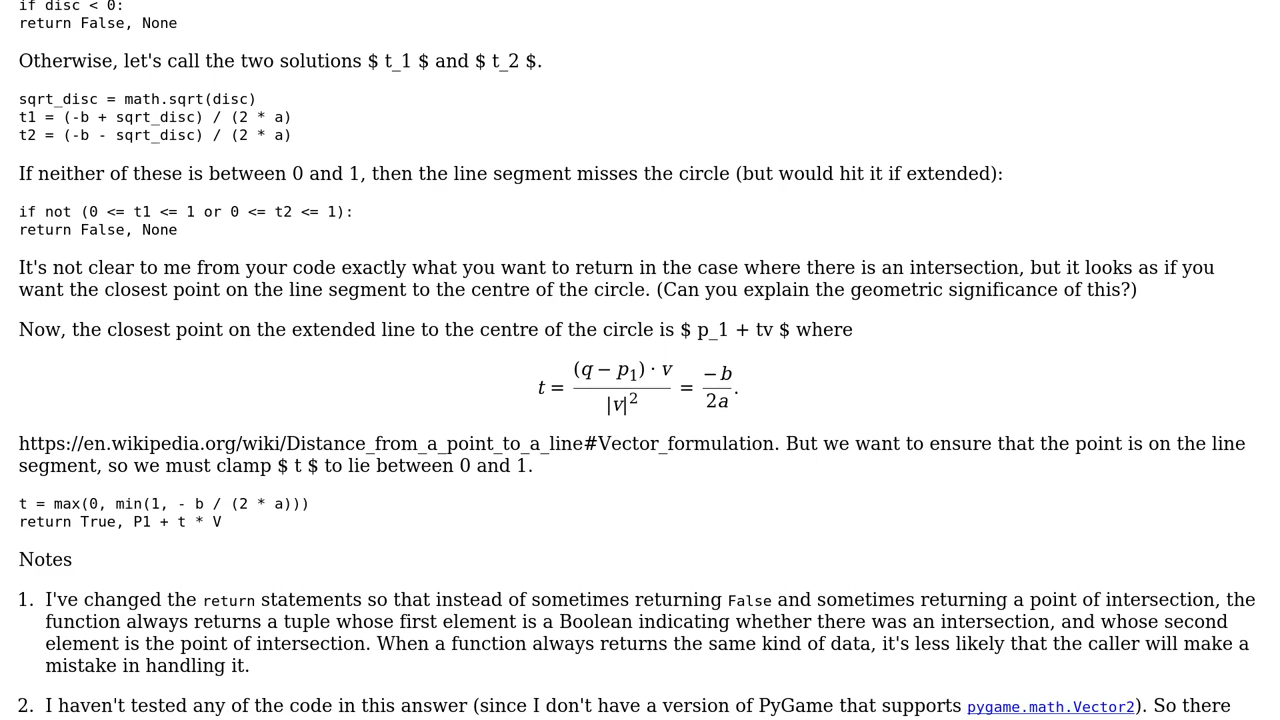 if disc < 0:
return False, None
Otherwise, let's call the two solutions $ t_1 $ and $ t_2 $.
sqrt_disc = math.sqrt(disc)
t1 = (-b + sqrt_disc) / (2 * a)
t2 = (-b - sqrt_disc) / (2 * a)
If neither of these is between 0 and 1, then the line segment misses the circle (but would hit it if extended):
if not (0 <= t1 <= 1 or 0 <= t2 <= 1):
return False, None
It's not clear to me from your code exactly what you want to return in the case where there is an intersection, but it looks as if you
want the closest point on the line segment to the centre of the circle. (Can you explain the geometric significance of this?)
Now, the closest point on the extended line to the centre of the circle is $ p_1 + tv $ where
t = (q − p1) · v / |v|2 = −b / 2a.
https://en.wikipedia.org/wiki/Distance_from_a_point_to_a_line#Vector_formulation. But we want to ensure that the point is on the line
segment, so we must clamp $ t $ to lie between 0 and 1.
t = max(0, min(1, - b / (2 * a)))
return True, P1 + t * V
Notes
1. I've changed the return statements so that instead of sometimes returning False and sometimes returning a point of intersection, the
function always returns a tuple whose first element is a Boolean indicating whether there was an intersection, and whose second
element is the point of intersection. When a function always returns the same kind of data, it's less likely that the caller will make a
mistake in handling it.
2. I haven't tested any of the code in this answer (since I don't have a version of PyGame that supports pygame.math.Vector2). So there